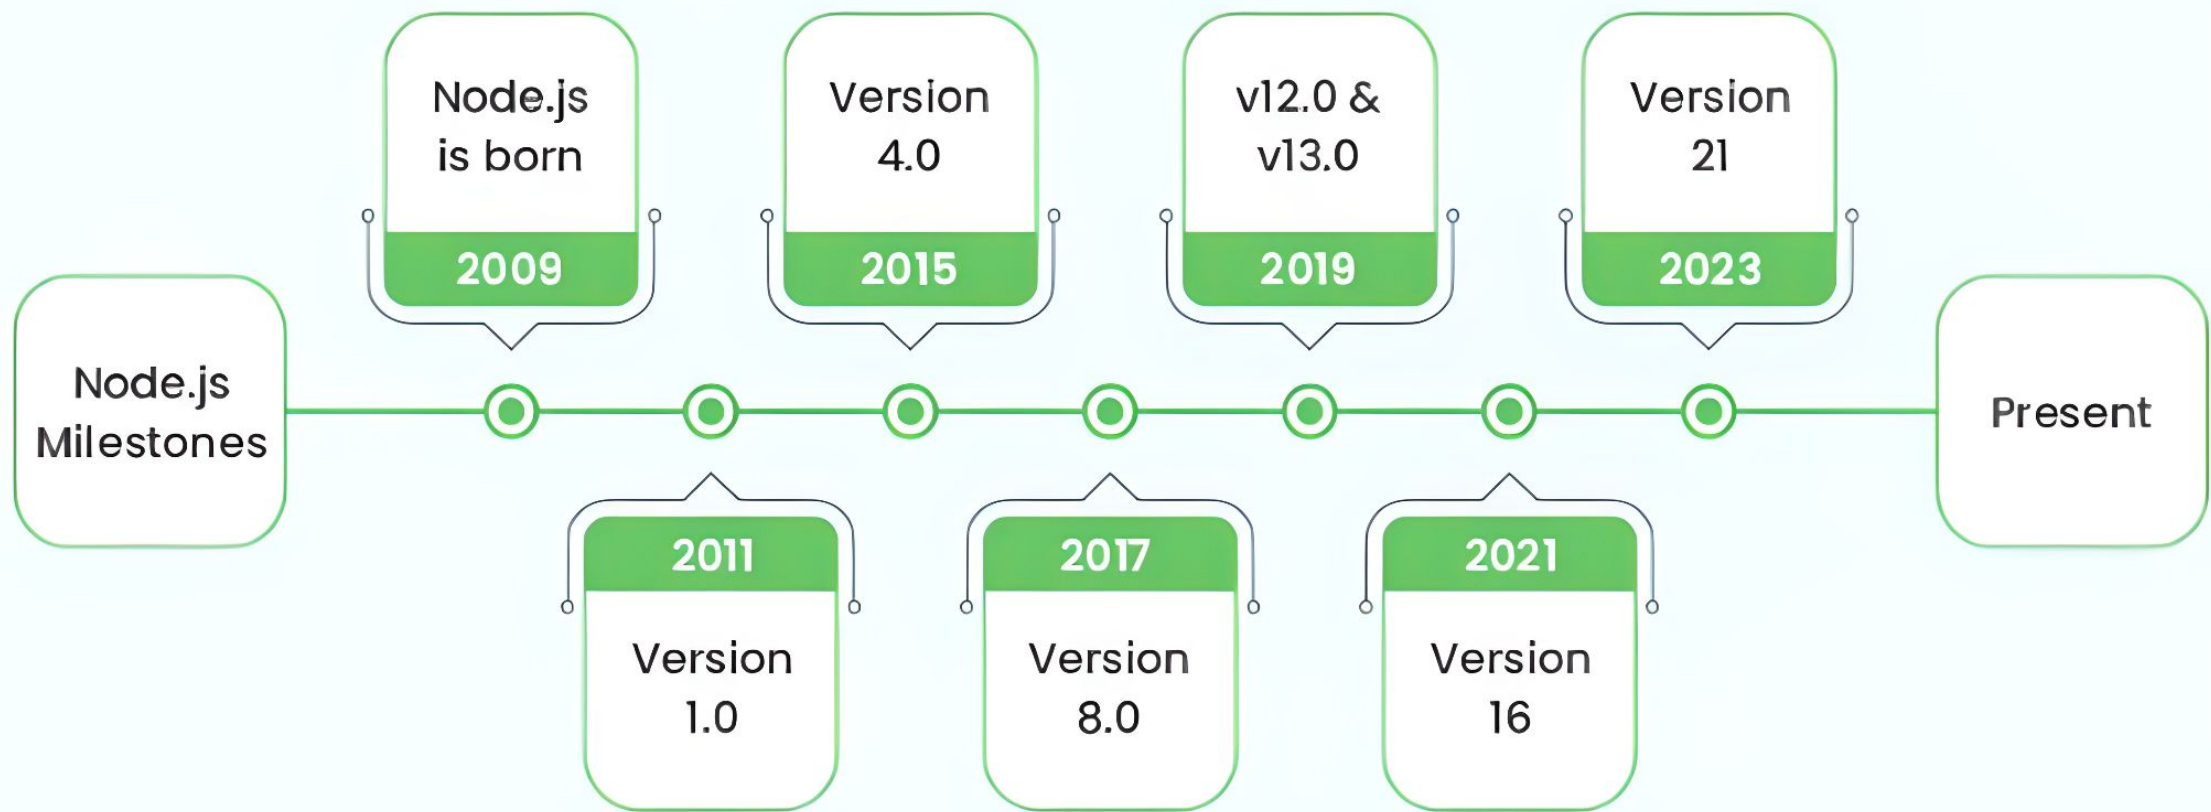 Node.js
Milestones
Node.js
is born
2009
2011
Version
1.0
Version
4.0
2015
2017
Version
8.0
v12.0 &
v13.0
2019
2021
Version
16
Version
21
2023
Present